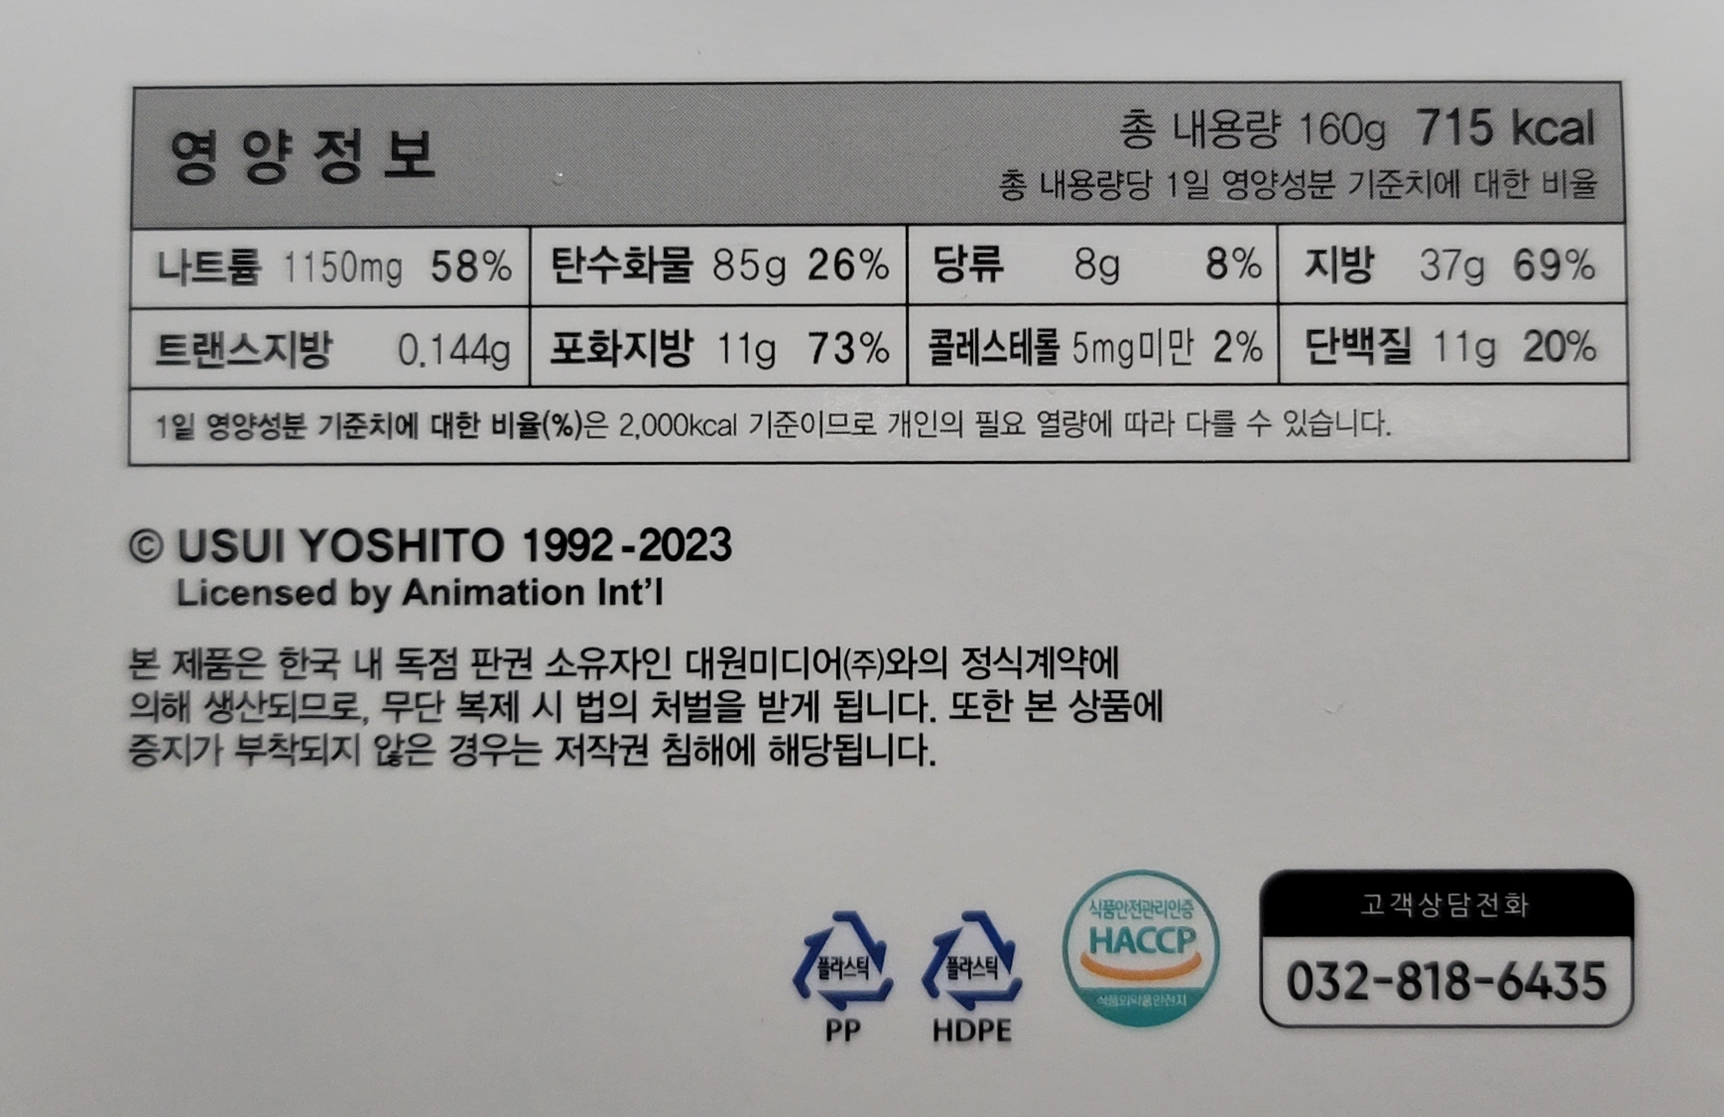 영양정보
총 내용량 160g 715 kcal
총 내용량당 1일 영양성분 기준치에 대한 비율
나트륨 1150mg 58% 탄수화물 85g 26% 당류 8g 8% 지방 37g 69%
트랜스지방 0.144g 포화지방 11g 73% 콜레스테롤 5mg미만 2% 단백질 11g 20%
1일 영양성분 기준치에 대한 비율(%)은 2,000kcal 기준이므로 개인의 필요 열량에 따라 다를 수 있습니다.
© USUI YOSHITO 1992-2023
Licensed by Animation Int'l
본 제품은 한국 내 독점 판권 소유자인 대원미디어(주)와의 정식계약에
의해 생산되므로, 무단 복제 시 법의 처벌을 받게 됩니다. 또한 본 상품에
증지가 부착되지 않은 경우는 저작권 침해에 해당됩니다.
플라스틱
PP
플라스틱
HDPE
식품안전관리인증
HACCP
고객상담전화
032-818-6435